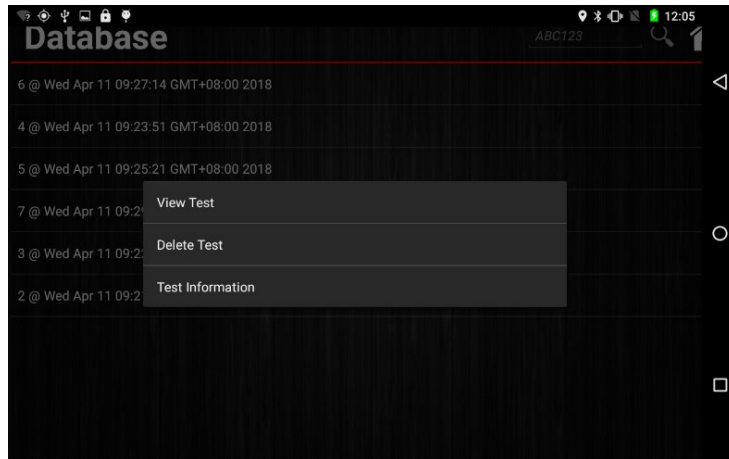 12:05
Database
ABC123
6 @ Wed Apr 11 09:27:14 GMT+08:00 2018
4 @ Wed Apr 11 09:23:51 GMT+08:00 2018
5 @ Wed Apr 11 09:25:21 GMT+08:00 2018
View Test
7 @ Wed Apr 11 09:2
Delete Test
3 @ Wed Apr 11 09:2
Test Information
2 @ Wed Apr 11 09:2